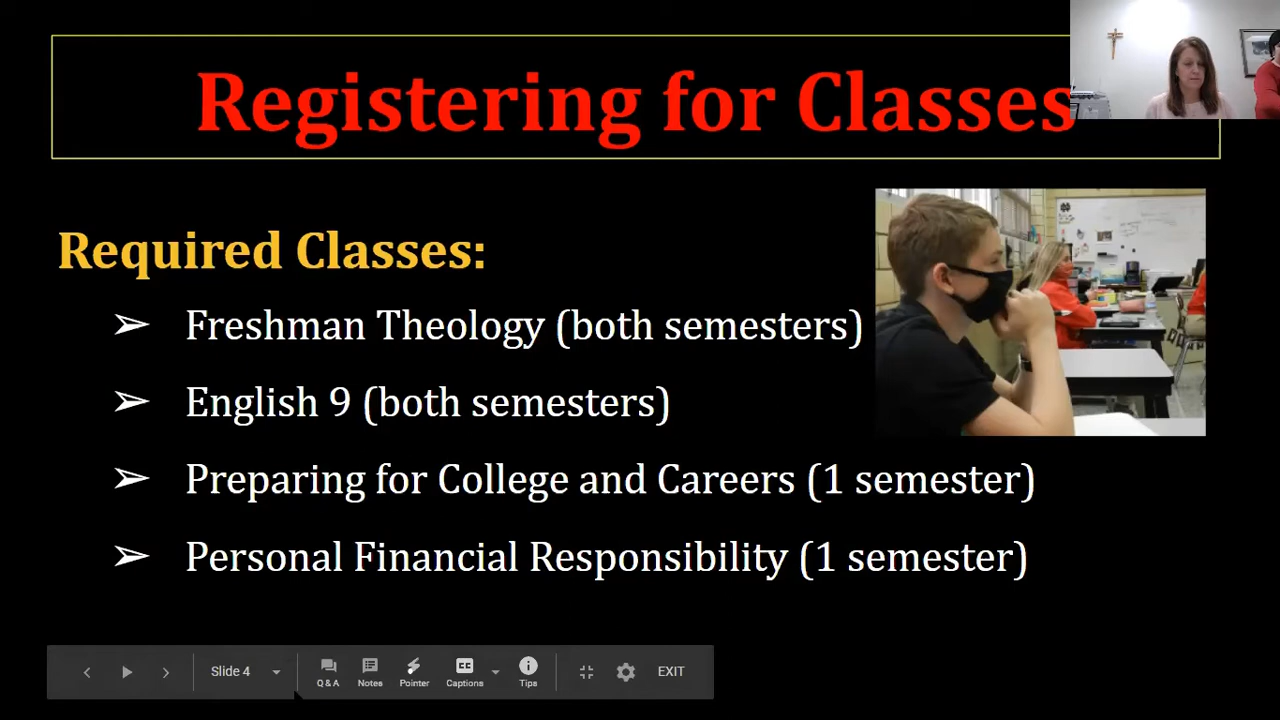 Registering for Classes
Required Classes:
➢ Freshman Theology (both semesters)
➢ English 9 (both semesters)
➢ Preparing for College and Careers (1 semester)
➢ Personal Financial Responsibility (1 semester)
Slide 4
Q & A
Notes
Pointer
CC
Captions
Tips
EXIT